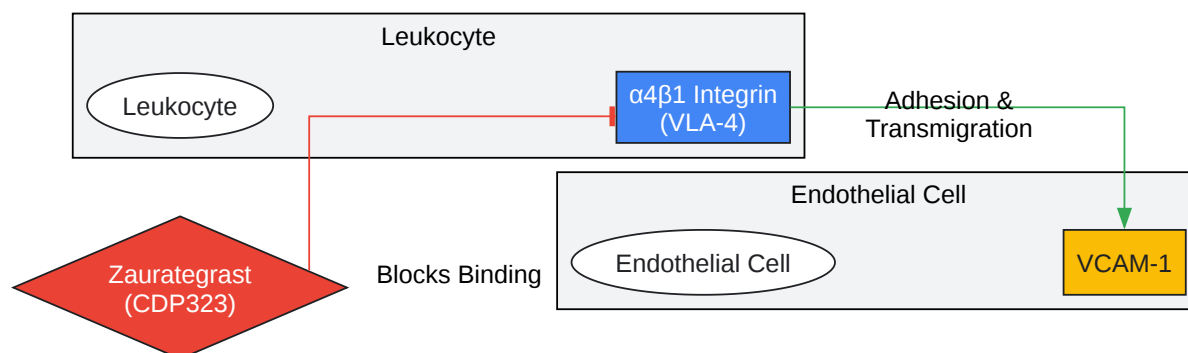 Leukocyte
Leukocyte
α4β1 Integrin
(VLA-4)
Adhesion &
Transmigration
Endothelial Cell
Endothelial Cell
VCAM-1
Zaurategrast
(CDP323)
Blocks Binding